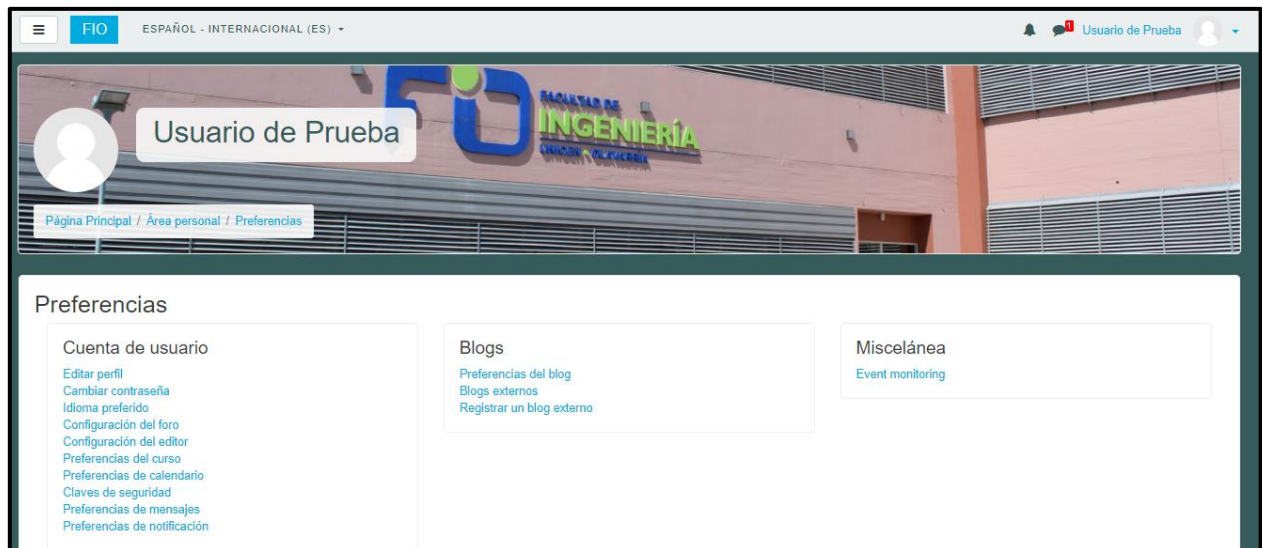 FIO
ESPAÑOL - INTERNACIONAL (ES)
1
Usuario de Prueba
Usuario de Prueba
FACULTAD DE
INGENIERÍA
UNICEN - OLAVARRÍA
Página Principal / Área personal / Preferencias
Preferencias
Cuenta de usuario
Editar perfil
Cambiar contraseña
Idioma preferido
Configuración del foro
Configuración del editor
Preferencias del curso
Preferencias de calendario
Claves de seguridad
Preferencias de mensajes
Preferencias de notificación
Blogs
Preferencias del blog
Blogs externos
Registrar un blog externo
Miscelánea
Event monitoring